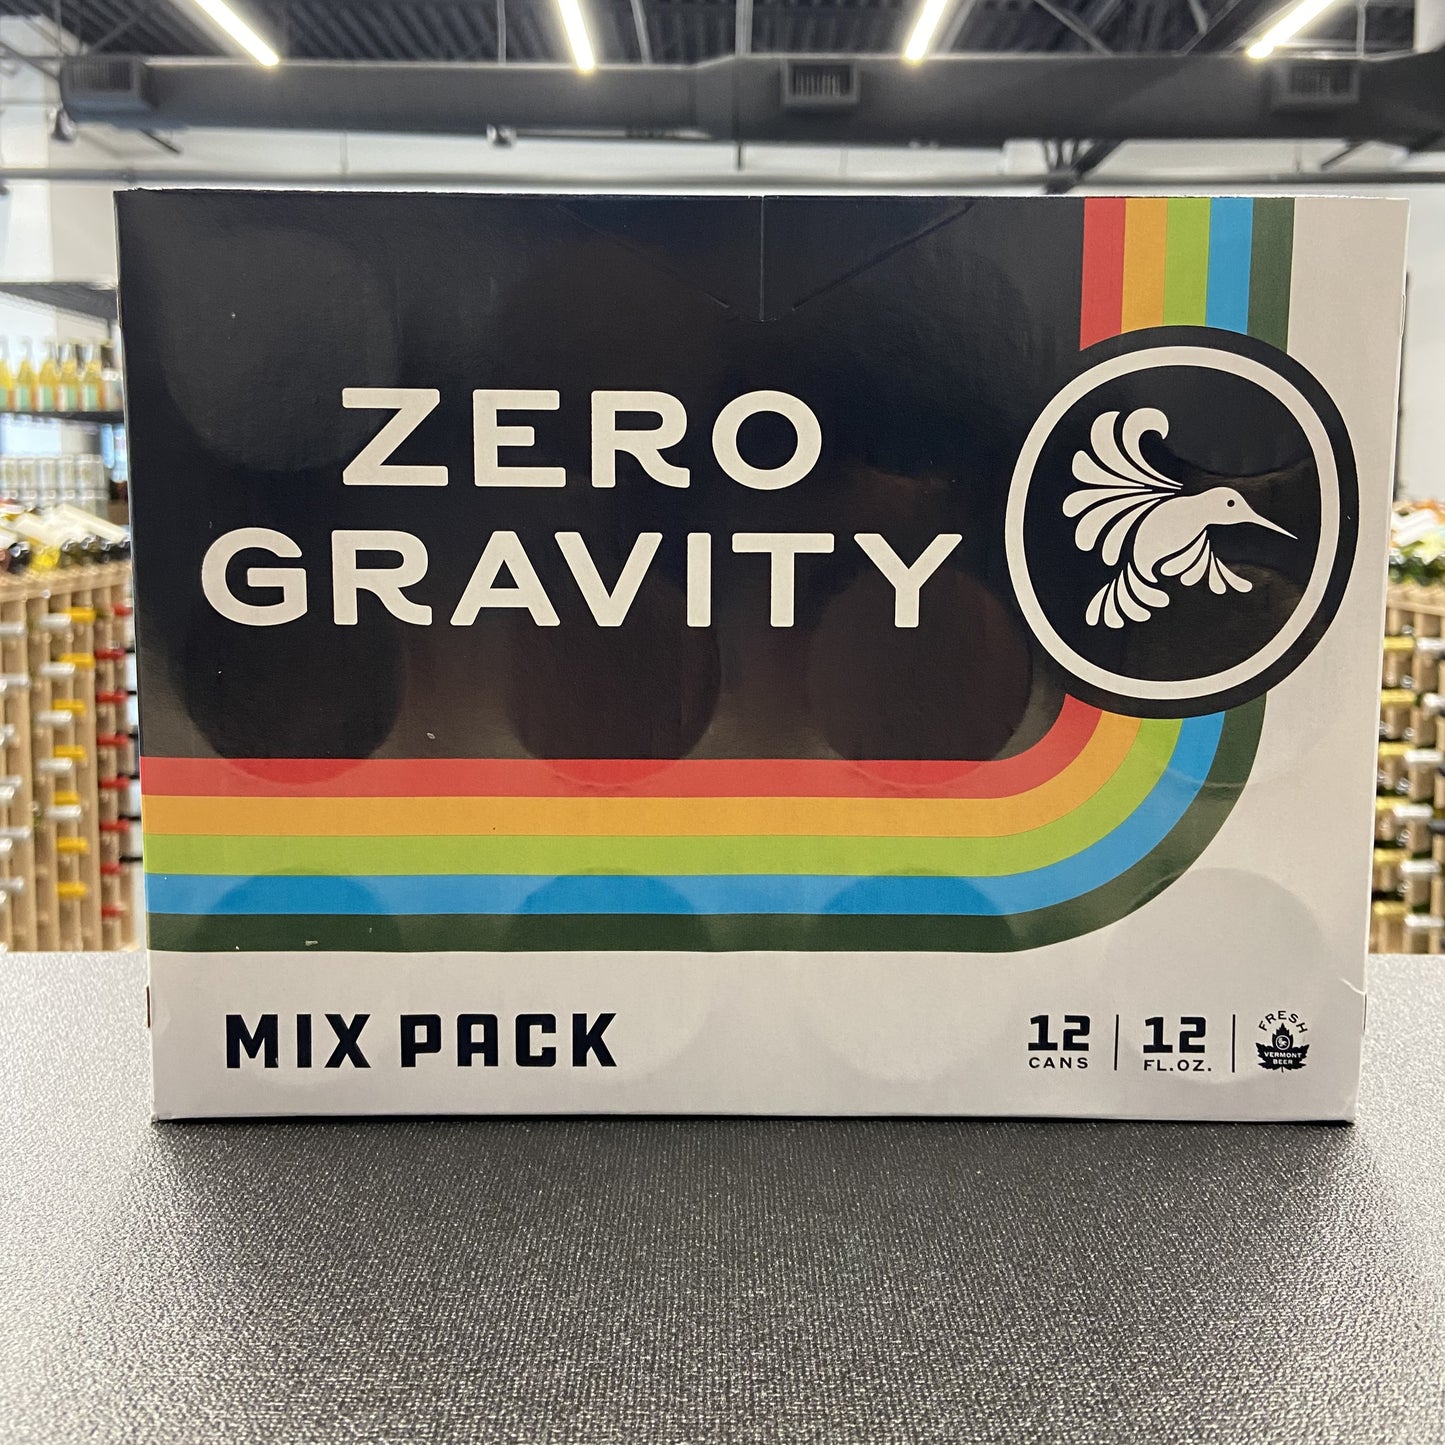 ZERO
GRAVITY
MIX PACK
12
CANS
12
FL.OZ.
FRESH
VERMONT
BEER